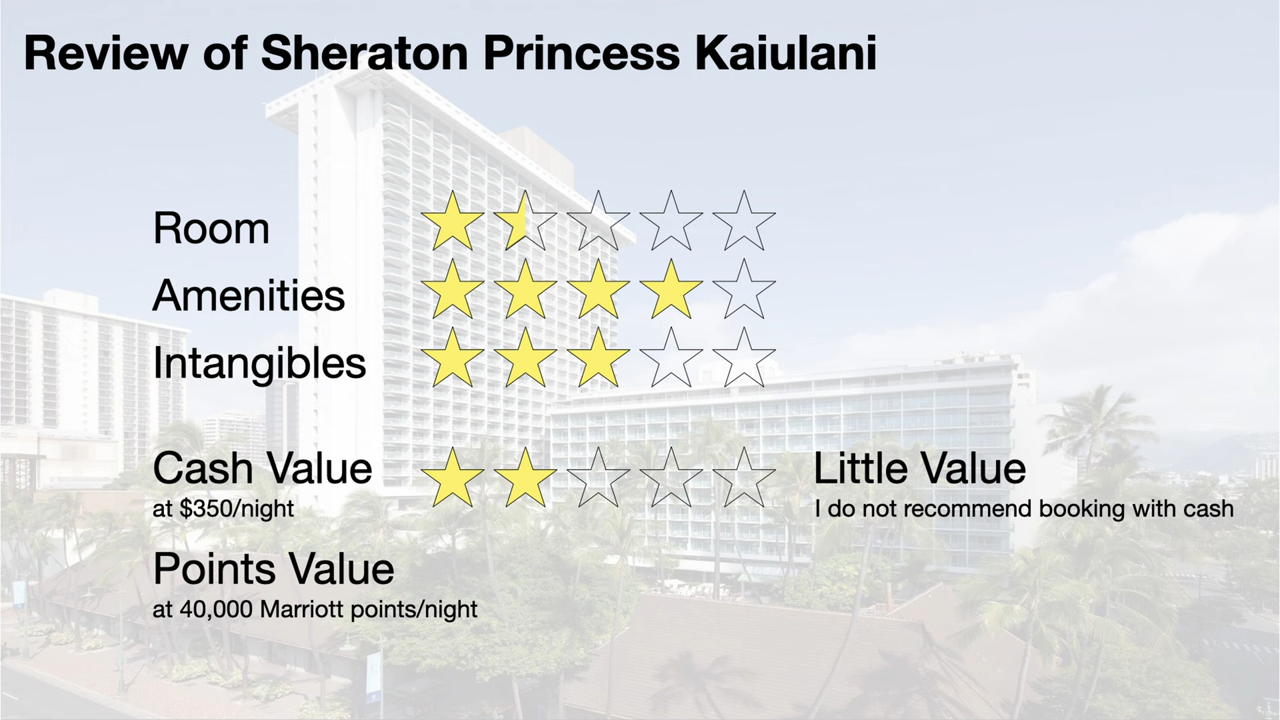 Review of Sheraton Princess Kaiulani
Room
Amenities
Intangibles
Cash Value
at $350/night
Little Value
I do not recommend booking with cash
Points Value
at 40,000 Marriott points/night